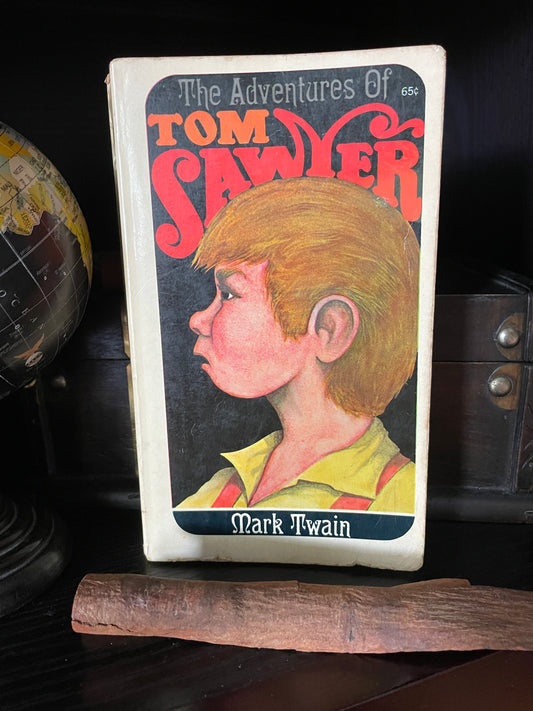 The Adventures Of
65¢
TOM
SAWYER
Mark Twain